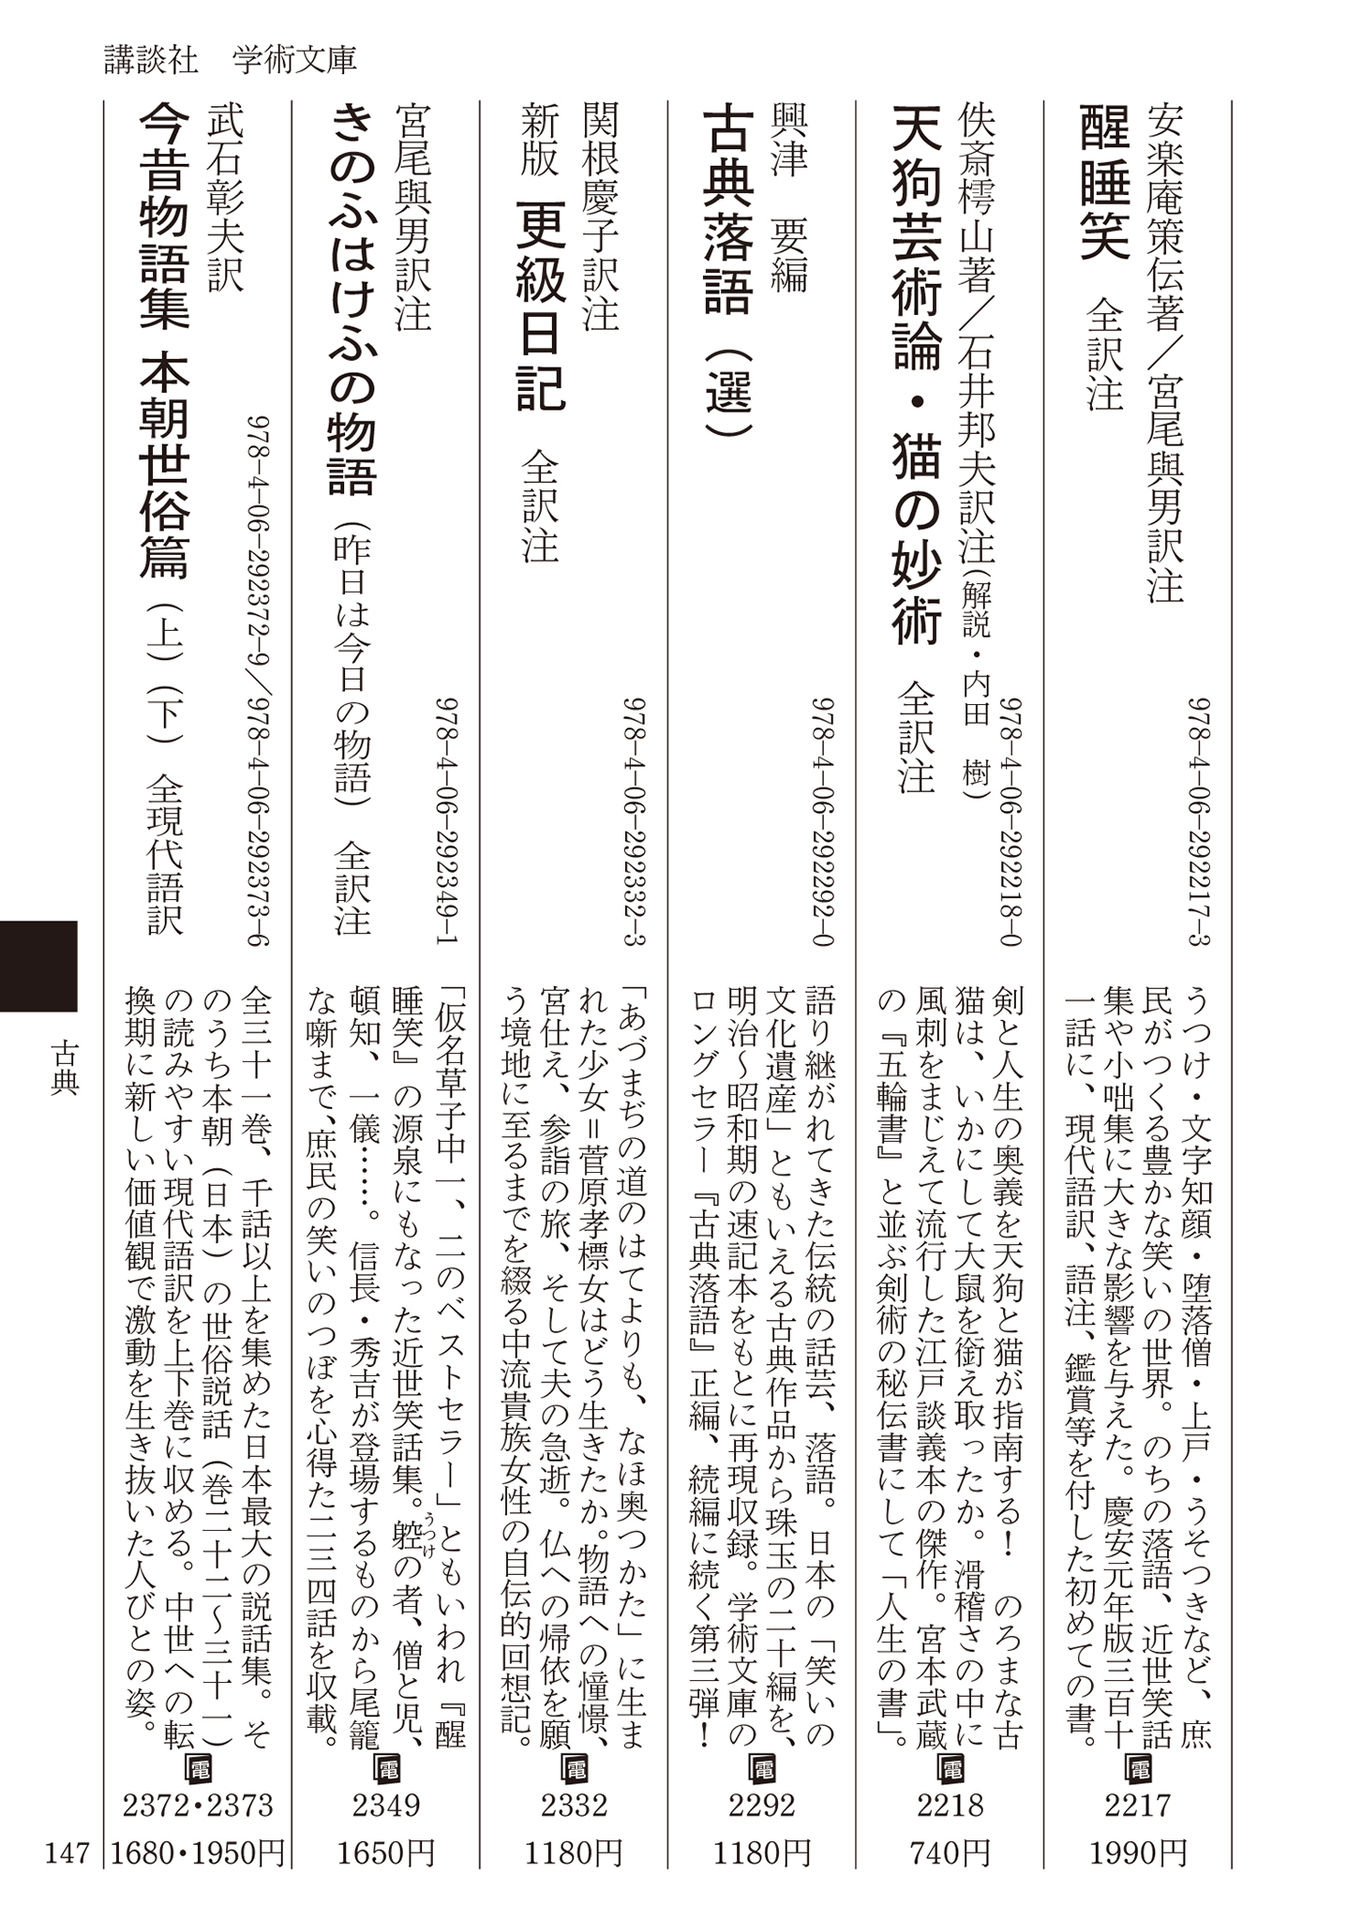 講談社　学術文庫
安楽庵策伝著／宮尾與男訳注
醒睡笑　全訳注
978-4-06-292217-3
うつけ・文字知顔・堕落僧・上戸・うそつきなど、庶
民がつくる豊かな笑いの世界。のちの落語、近世笑話
集や小咄集に大きな影響を与えた。慶安元年版三百十
一話に、現代語訳、語注、鑑賞等を付した初めての書。
電
2217
1990円
佚斎樗山著／石井邦夫訳注（解説・内田　樹）
天狗芸術論・猫の妙術　全訳注
978-4-06-292218-0
剣と人生の奥義を天狗と猫が指南する！　のろまな古
猫は、いかにして大鼠を銜え取ったか。滑稽さの中に
風刺をまじえて流行した江戸談義本の傑作。宮本武蔵
の『五輪書』と並ぶ剣術の秘伝書にして「人生の書」。
電
2218
740円
興津　要編
古典落語（選）
978-4-06-292292-0
語り継がれてきた伝統の話芸、落語。日本の「笑いの
文化遺産」ともいえる古典作品から珠玉の二十編を、
明治～昭和期の速記本をもとに再現収録。学術文庫の
ロングセラー『古典落語』正編、続編に続く第三弾！
電
2292
1180円
関根慶子訳注
新版　更級日記　全訳注
978-4-06-292332-3
「あづまぢの道のはてよりも、なほ奥つかた」に生ま
れた少女＝菅原孝標女はどう生きたか。物語への憧憬、
宮仕え、参詣の旅、そして夫の急逝。仏への帰依を願
う境地に至るまでを綴る中流貴族女性の自伝的回想記。
電
2332
1180円
宮尾與男訳注
きのふはけふの物語（昨日は今日の物語）　全訳注
978-4-06-292349-1
「仮名草子中一、二のベストセラー」ともいわれ『醒
睡笑』の源泉にもなった近世笑話集。躻うつけの者、僧と児、
頓知、一儀……。信長・秀吉が登場するものから尾籠
な噺まで、庶民の笑いのつぼを心得た二三四話を収載。
電
2349
1650円
武石彰夫訳
今昔物語集 本朝世俗篇（上）（下）　全現代語訳
978-4-06-292372-9／978-4-06-292373-6
全三十一巻、千話以上を集めた日本最大の説話集。そ
のうち本朝（日本）の世俗説話（巻二十二～三十一）
の読みやすい現代語訳を上下巻に収める。中世への転
換期に新しい価値観で激動を生き抜いた人びとの姿。
電
2372・2373
1680・1950円
古典
147